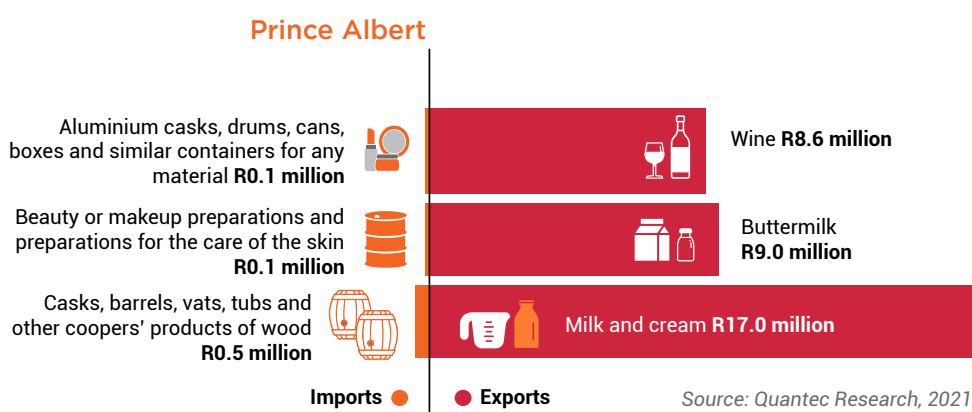 Prince Albert
Aluminium casks, drums, cans,
boxes and similar containers for any
material R0.1 million
Wine R8.6 million
Beauty or makeup preparations and
preparations for the care of the skin
R0.1 million
Buttermilk
R9.0 million
Casks, barrels, vats, tubs and
other coopers' products of wood
R0.5 million
Milk and cream R17.0 million
Imports
Exports
Source: Quantec Research, 2021